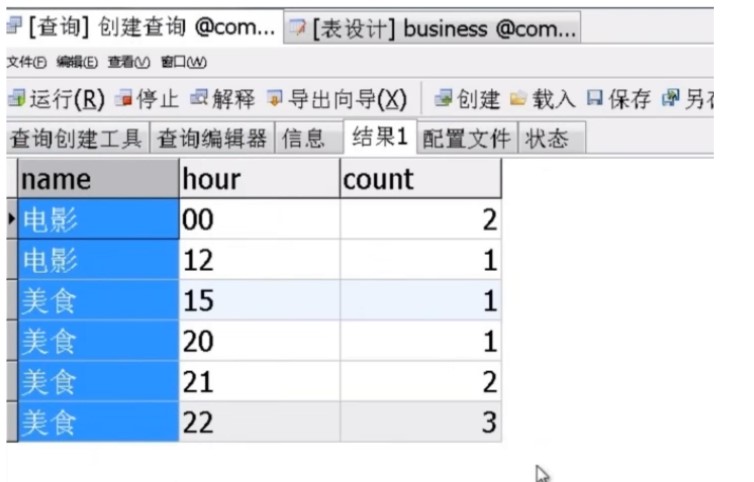 [查询] 创建查询 @com... [表设计] business @com...
文件(F) 编辑(E) 查看(V) 窗口(W)
运行(R) 停止 解释 导出向导(X) 创建 载入 保存 另存
查询创建工具 查询编辑器 信息 结果1 配置文件 状态
name hour count
电影 00 2
电影 12 1
美食 15 1
美食 20 1
美食 21 2
美食 22 3